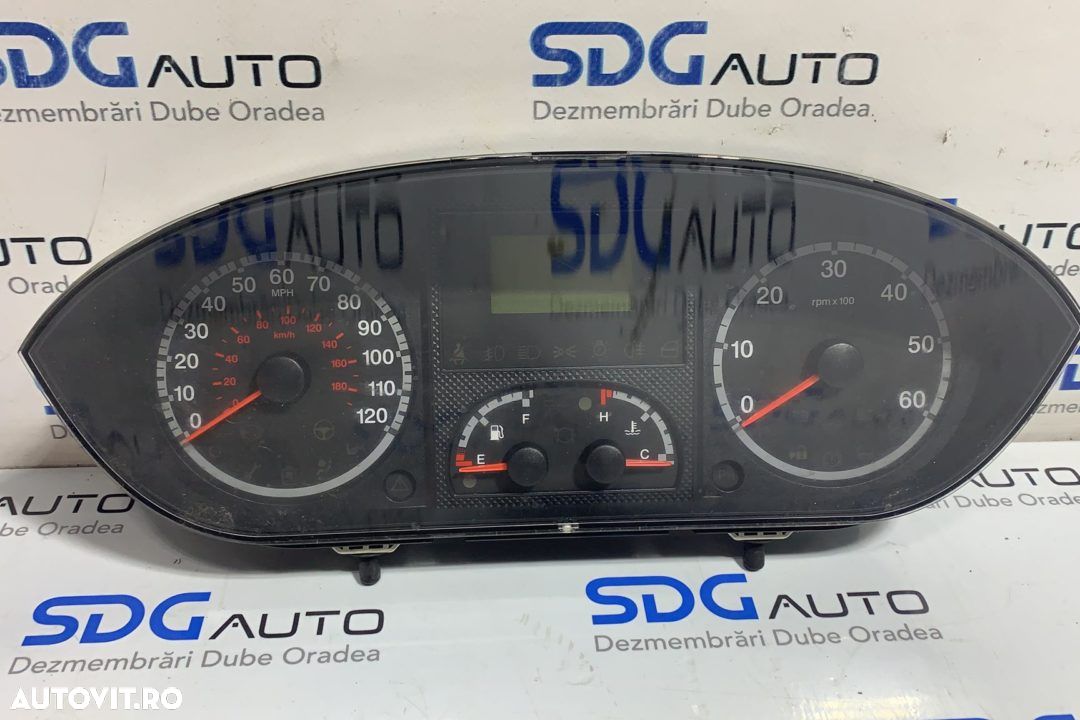 SDG AUTO
Dezmembrări Dube Oradea
SDG AUTO
Dezmembrări Dube Oradea.
0 10 20 30 40 50 60 70 80 90 100 110 120
MPH
0 20 40 60 80 100 120 140 160 180
km/h
0 10 20 30 40 50 60
rpm x 100
E F
H C
SDG AUTO
Dezmembrări Dube Oradea
SDG AUTO
Dezmembrări Dube Oradea
AUTOVIT.RO